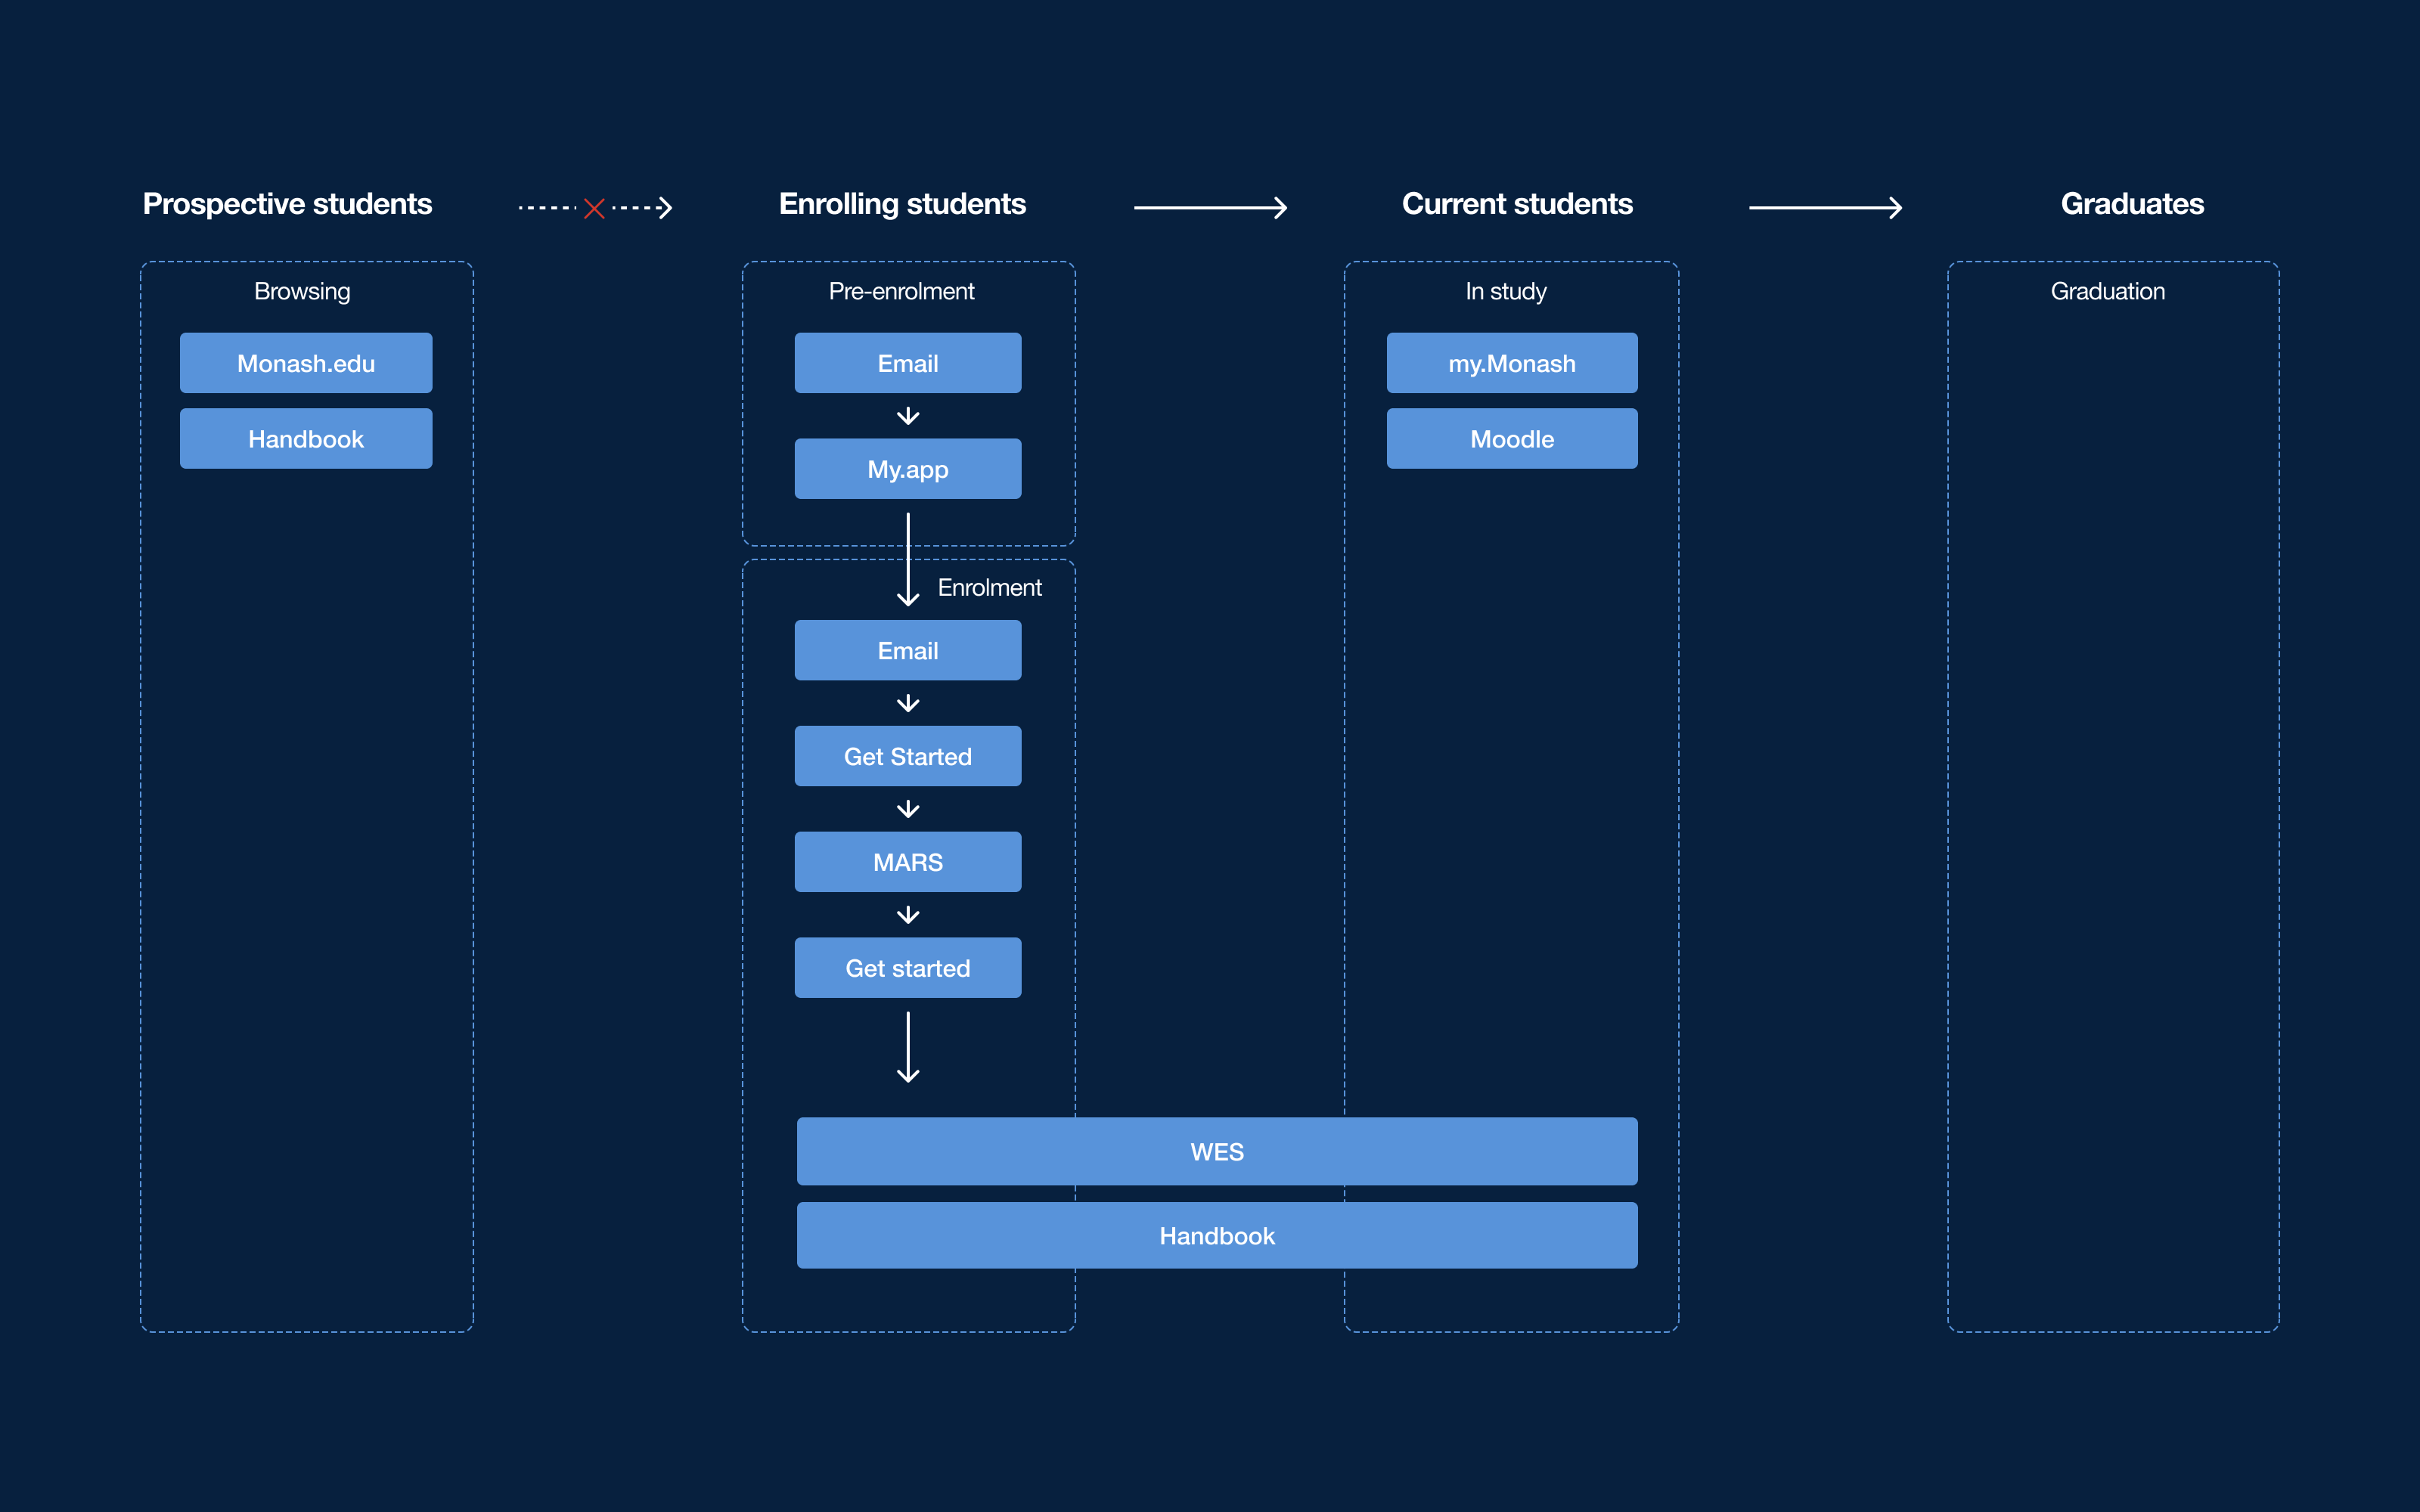 Prospective students
Enrolling students
Current students
Graduates
Browsing
Monash.edu
Handbook
Pre-enrolment
Email
My.app
Enrolment
Email
Get Started
MARS
Get started
In study
my.Monash
Moodle
WES
Handbook
Graduation